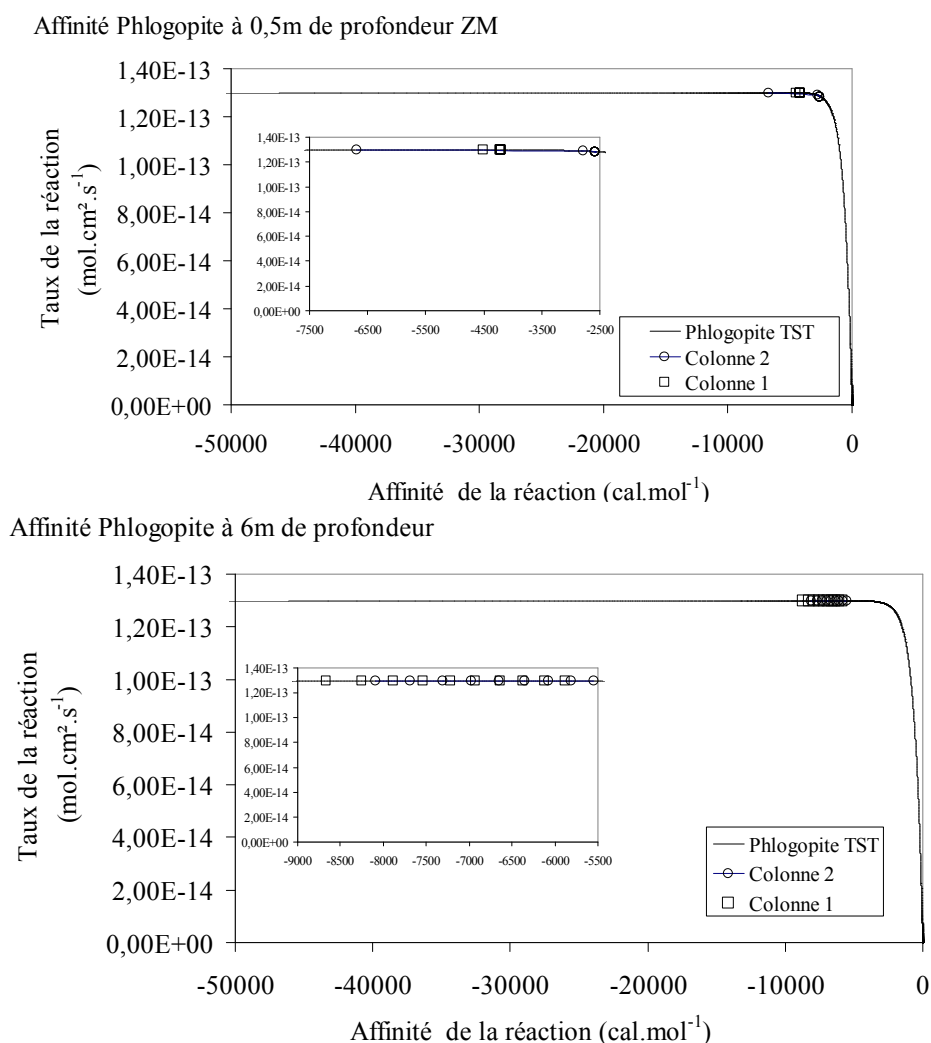 Affinité Phlogopite à 0,5m de profondeur ZM
1,40E-13
1,20E-13
1,00E-13
8,00E-14
6,00E-14
4,00E-14
2,00E-14
0,00E+00
Taux de la réaction
(mol.cm².s⁻¹)
1,40E-13
1,20E-13
1,00E-13
8,00E-14
6,00E-14
4,00E-14
2,00E-14
0,00E+00
-7500 -6500 -5500 -4500 -3500 -2500
Phlogopite TST
Colonne 2
Colonne 1
-50000 -40000 -30000 -20000 -10000 0
Affinité de la réaction (cal.mol⁻¹)
Affinité Phlogopite à 6m de profondeur
1,40E-13
1,20E-13
1,00E-13
8,00E-14
6,00E-14
4,00E-14
2,00E-14
0,00E+00
Taux de la réaction
(mol.cm².s⁻¹)
1,40E-13
1,20E-13
1,00E-13
8,00E-14
6,00E-14
4,00E-14
2,00E-14
0,00E+00
-9000 -8500 -8000 -7500 -7000 -6500 -6000 -5500
Phlogopite TST
Colonne 2
Colonne 1
-50000 -40000 -30000 -20000 -10000 0
Affinité de la réaction (cal.mol⁻¹)